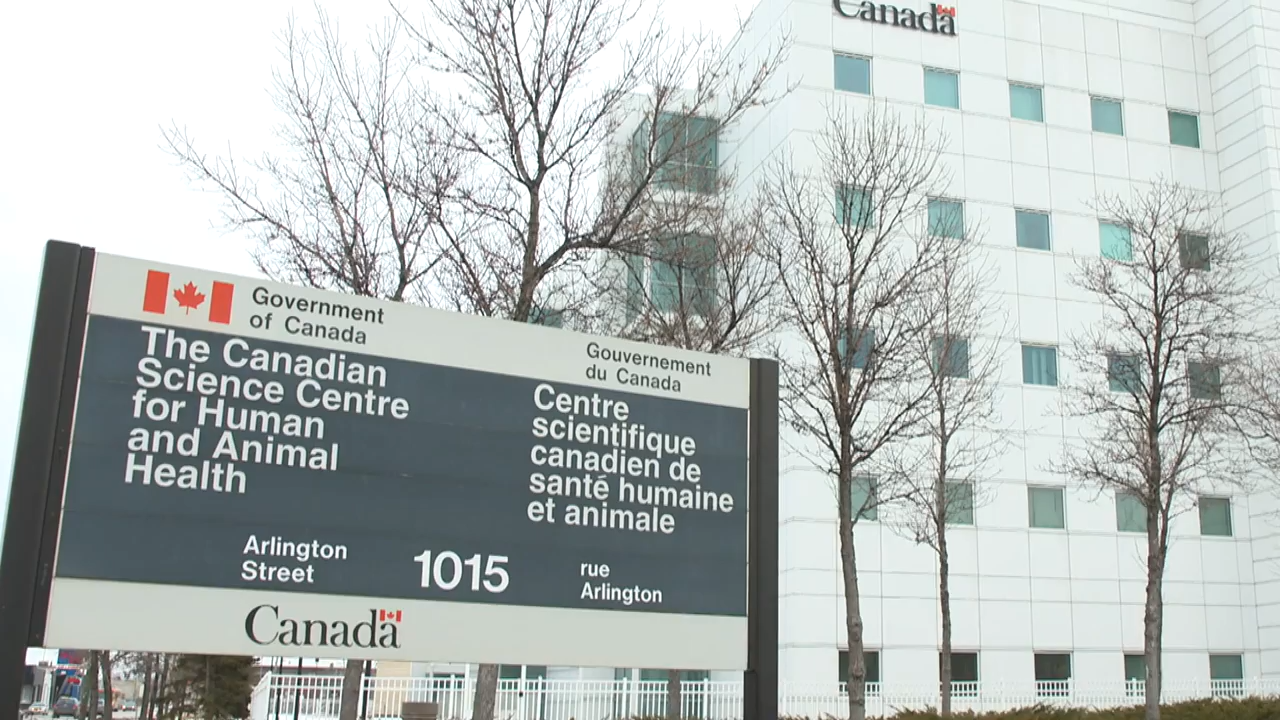 Canada
Government
of Canada
Gouvernement
du Canada
The Canadian
Science Centre
for Human
and Animal
Health
Centre
scientifique
canadien de
santé humaine
et animale
Arlington
Street
1015
rue
Arlington
Canada